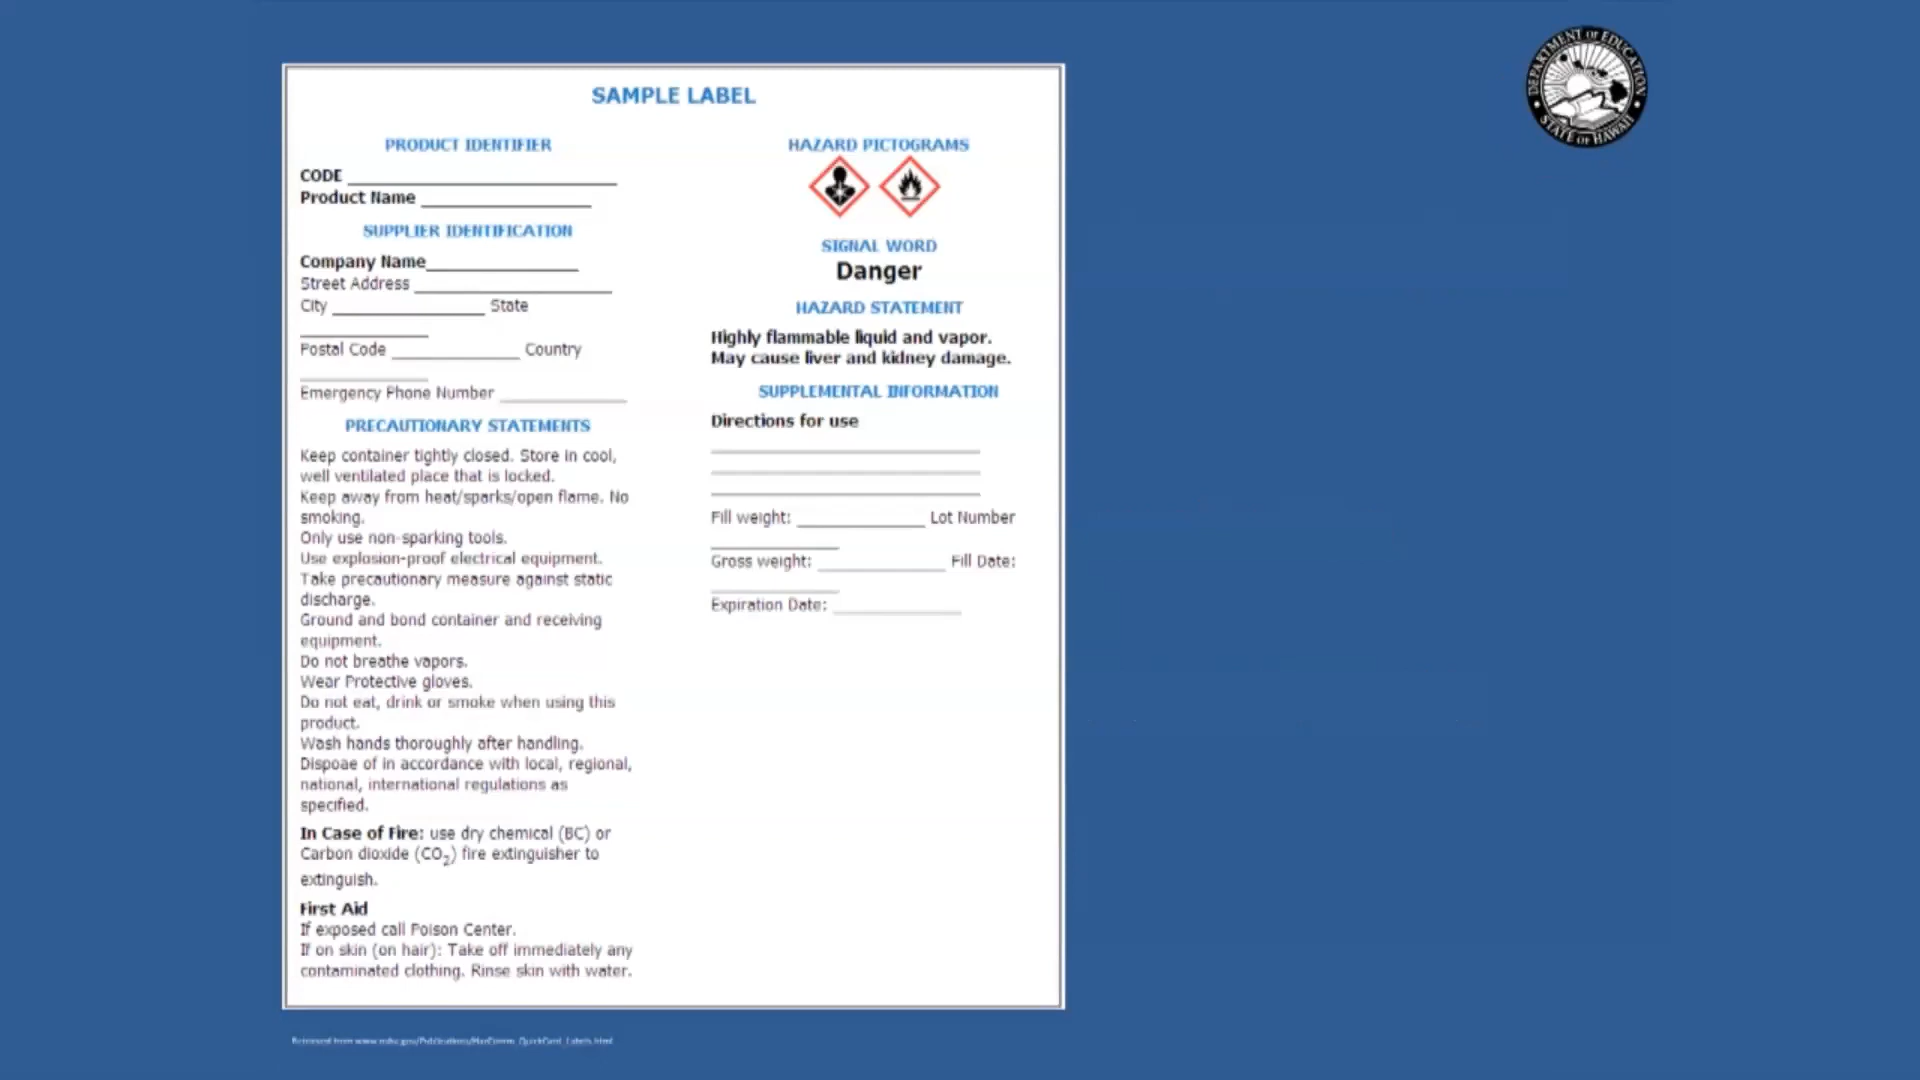 SAMPLE LABEL
PRODUCT IDENTIFIER
CODE
Product Name
SUPPLIER IDENTIFICATION
Company Name
Street Address
City State
Postal Code Country
Emergency Phone Number
PRECAUTIONARY STATEMENTS
Keep container tightly closed. Store in cool,
well ventilated place that is locked.
Keep away from heat/sparks/open flame. No
smoking.
Only use non-sparking tools.
Use explosion-proof electrical equipment.
Take precautionary measure against static
discharge.
Ground and bond container and receiving
equipment.
Do not breathe vapors.
Wear Protective gloves.
Do not eat, drink or smoke when using this
product.
Wash hands thoroughly after handling.
Dispoae of in accordance with local, regional,
national, international regulations as
specified.
In Case of Fire: use dry chemical (BC) or
Carbon dioxide (CO2) fire extinguisher to
extinguish.
First Aid
If exposed call Poison Center.
If on skin (on hair): Take off immediately any
contaminated clothing. Rinse skin with water.
HAZARD PICTOGRAMS
SIGNAL WORD
Danger
HAZARD STATEMENT
Highly flammable liquid and vapor.
May cause liver and kidney damage.
SUPPLEMENTAL INFORMATION
Directions for use
Fill weight: Lot Number
Gross weight: Fill Date:
Expiration Date:
DEPARTMENT OF EDUCATION
STATE OF HAWAII
Retrieved from